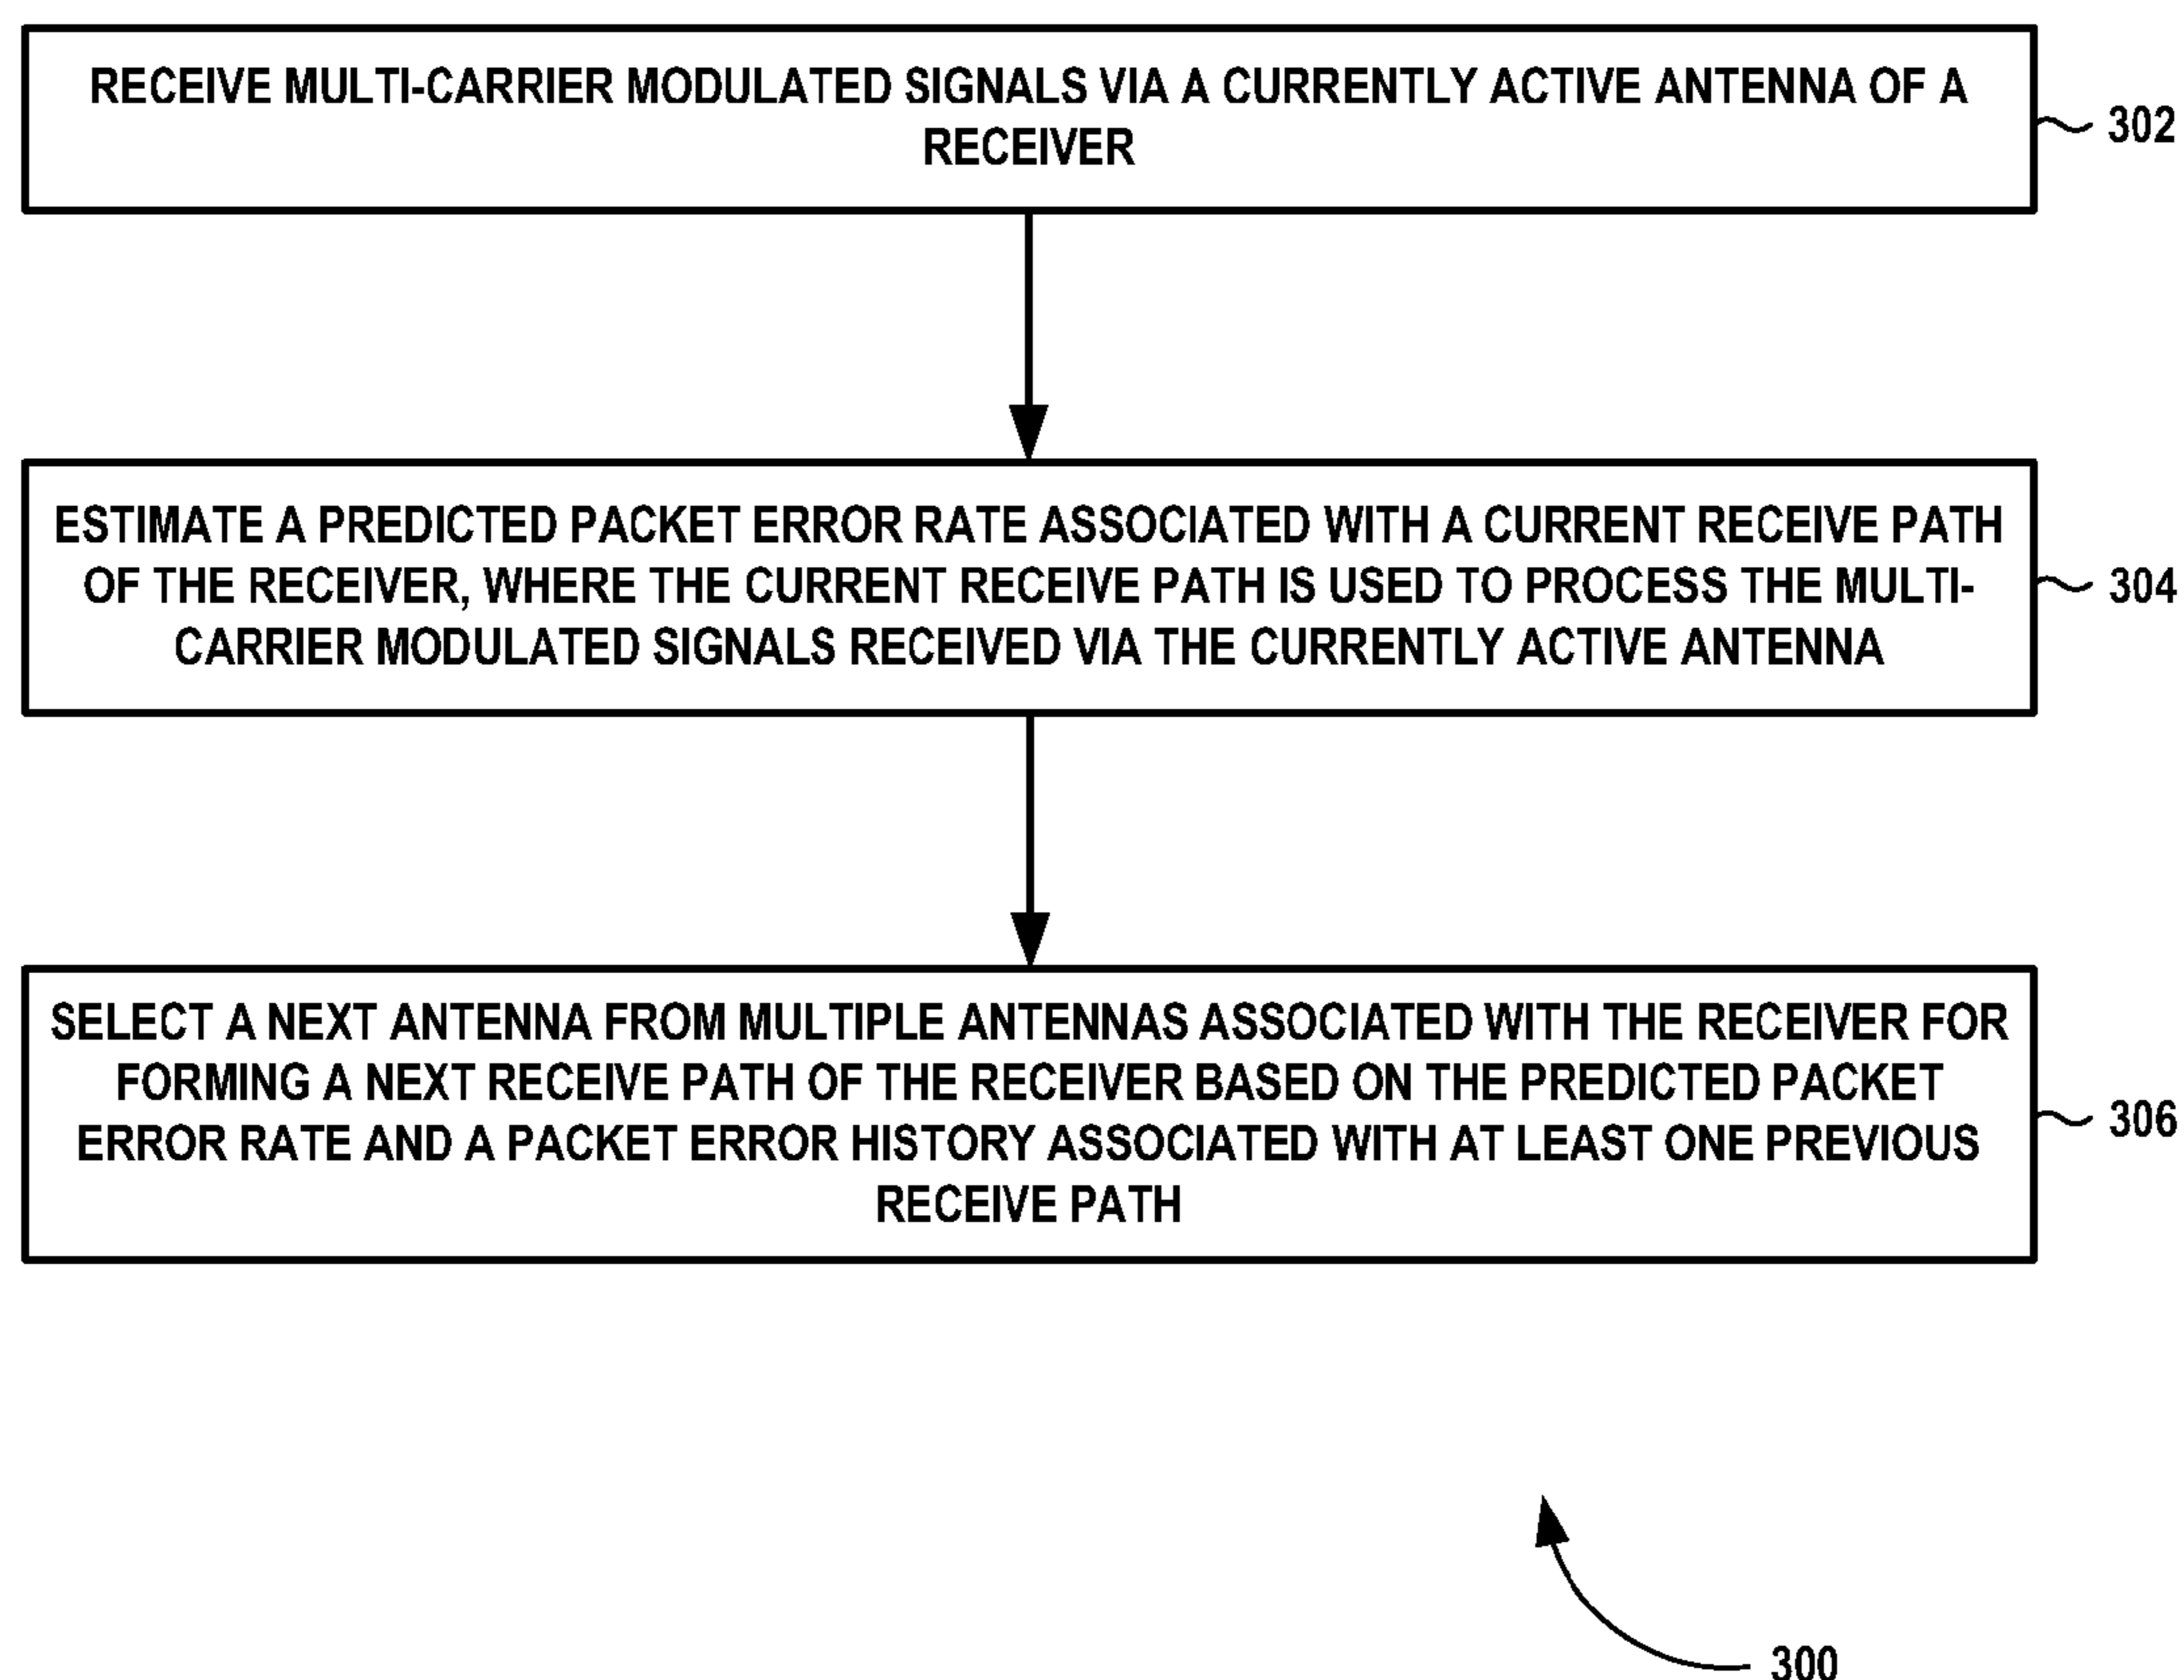 RECEIVE MULTI-CARRIER MODULATED SIGNALS VIA A CURRENTLY ACTIVE ANTENNA OF A
RECEIVER
302
ESTIMATE A PREDICTED PACKET ERROR RATE ASSOCIATED WITH A CURRENT RECEIVE PATH
OF THE RECEIVER, WHERE THE CURRENT RECEIVE PATH IS USED TO PROCESS THE MULTI-
CARRIER MODULATED SIGNALS RECEIVED VIA THE CURRENTLY ACTIVE ANTENNA
304
SELECT A NEXT ANTENNA FROM MULTIPLE ANTENNAS ASSOCIATED WITH THE RECEIVER FOR
FORMING A NEXT RECEIVE PATH OF THE RECEIVER BASED ON THE PREDICTED PACKET
ERROR RATE AND A PACKET ERROR HISTORY ASSOCIATED WITH AT LEAST ONE PREVIOUS
RECEIVE PATH
306
300